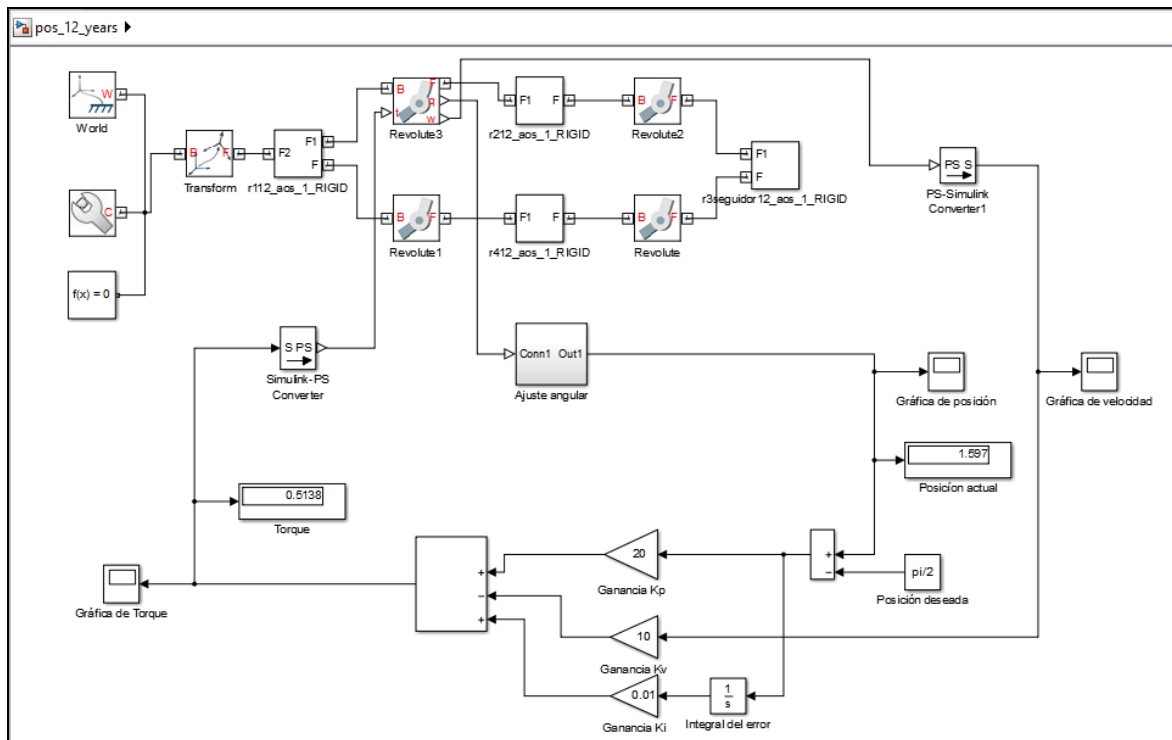 pos_12_years
W
World
B
F
Transform
F2
F1
F
r112_aos_1_RIGID
B
F
t
q
w
Revolute3
F1
F
r212_aos_1_RIGID
B
F
Revolute2
F1
F
r3seguidor12_aos_1_RIGID
PS S
PS-Simulink
Converter1
C
B
F
Revolute1
F1
F
r412_aos_1_RIGID
B
F
Revolute
f(x) = 0
S PS
Simulink-PS
Converter
Conn1 Out1
Ajuste angular
Gráfica de posición
Gráfica de velocidad
1.597
Posicíon actual
0.5138
Torque
Gráfica de Torque
+
−
+
20
Ganancia Kp
+
−
pi/2
Posición deseada
10
Ganancia Kv
0.01
Ganancia Ki
1
s
Integral del error